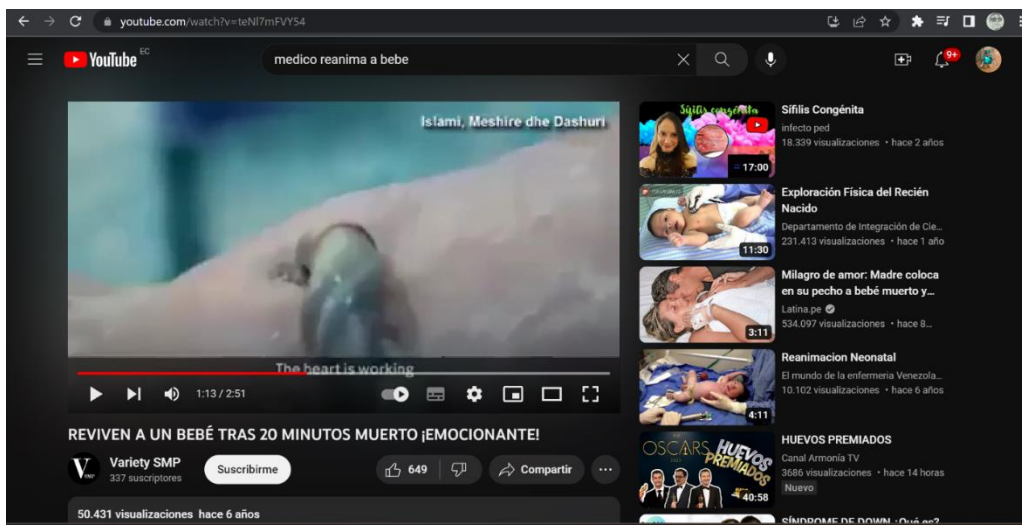 youtube.com/watch?v=teNl7mFVY54
YouTube EC
medico reanima a bebe
9+
Islami, Meshire dhe Dashuri
The heart is working
1:13 / 2:51
REVIVEN A UN BEBÉ TRAS 20 MINUTOS MUERTO ¡EMOCIONANTE!
Variety SMP
337 suscriptores
Suscribirme
649
Compartir
50.431 visualizaciones hace 6 años
Sífilis congénita
17:00
Sífilis Congénita
infecto ped
18.339 visualizaciones • hace 2 años
11:30
Exploración Física del Recién
Nacido
Departamento de Integración de Cie...
231.413 visualizaciones • hace 1 año
3:11
Milagro de amor: Madre coloca
en su pecho a bebé muerto y...
Latina.pe
534.097 visualizaciones • hace 8...
4:11
Reanimacion Neonatal
El mundo de la enfermeria Venezola...
10.102 visualizaciones • hace 6 años
OSCARS HUEVOS
PREMIADOS
40:58
HUEVOS PREMIADOS
Canal Armonía TV
3686 visualizaciones • hace 14 horas
Nuevo
SÍNDROME DE DOWN